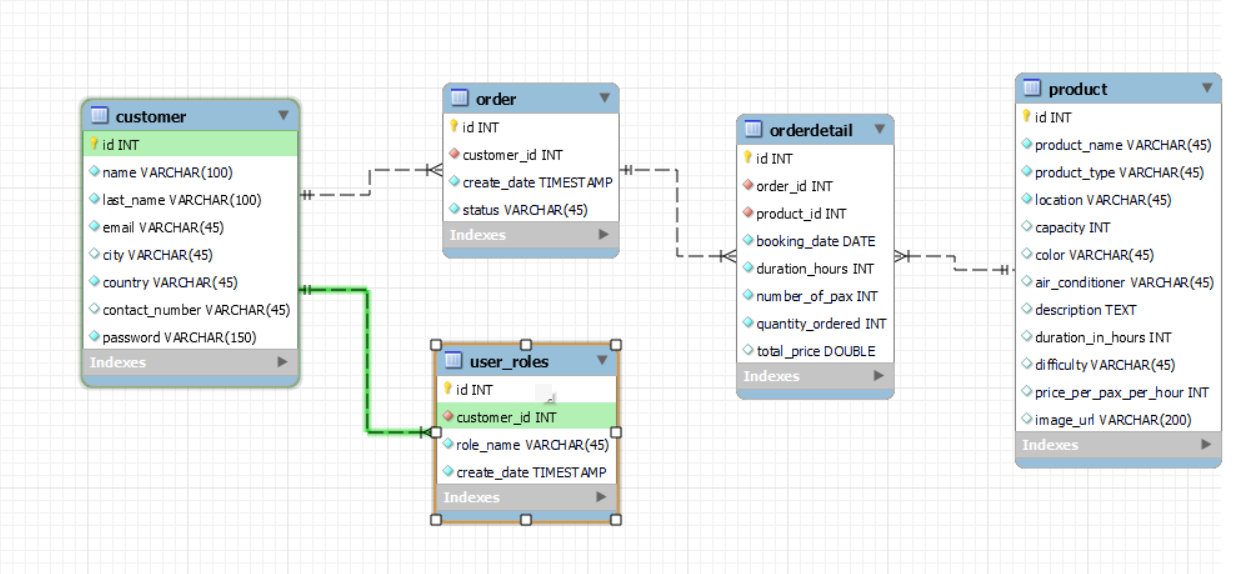 customer
id INT
name VARCHAR(100)
last_name VARCHAR(100)
email VARCHAR(45)
city VARCHAR(45)
country VARCHAR(45)
contact_number VARCHAR(45)
password VARCHAR(150)
Indexes
order
id INT
customer_id INT
create_date TIMESTAMP
status VARCHAR(45)
Indexes
user_roles
id INT
customer_id INT
role_name VARCHAR(45)
create_date TIMESTAMP
Indexes
orderdetail
id INT
order_id INT
product_id INT
booking_date DATE
duration_hours INT
number_of_pax INT
quantity_ordered INT
total_price DOUBLE
Indexes
product
id INT
product_name VARCHAR(45)
product_type VARCHAR(45)
location VARCHAR(45)
capacity INT
color VARCHAR(45)
air_conditioner VARCHAR(45)
description TEXT
duration_in_hours INT
difficulty VARCHAR(45)
price_per_pax_per_hour INT
image_url VARCHAR(200)
Indexes